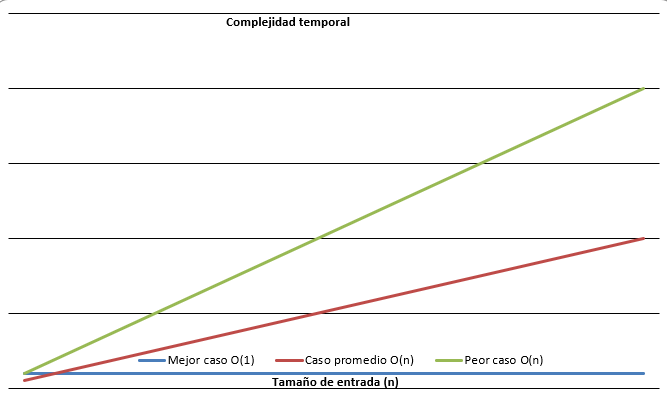 Complejidad temporal
Mejor caso O(1) Caso promedio O(n) Peor caso O(n)
Tamaño de entrada (n)